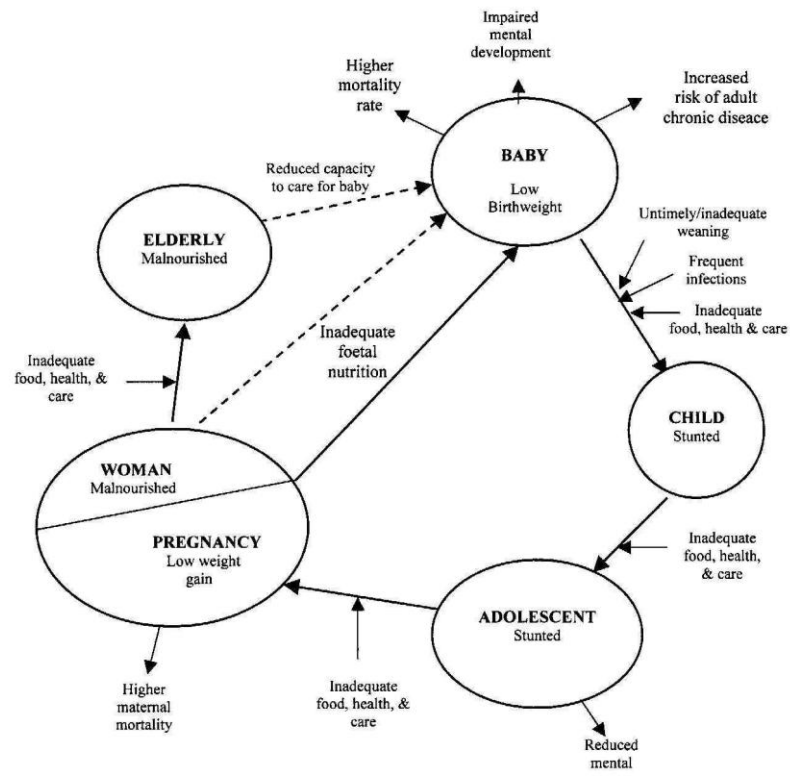 Impaired
mental
development
Higher
mortality
rate
Increased
risk of adult
chronic diseace
BABY
Low
Birthweight
Reduced capacity
to care for baby
ELDERLY
Malnourished
Untimely/inadequate
weaning
Frequent
infections
Inadequate
food, health & care
Inadequate
foetal
nutrition
Inadequate
food, health, &
care
CHILD
Stunted
WOMAN
Malnourished
PREGNANCY
Low weight
gain
Inadequate
food, health,
& care
ADOLESCENT
Stunted
Higher
maternal
mortality
Inadequate
food, health, &
care
Reduced
mental